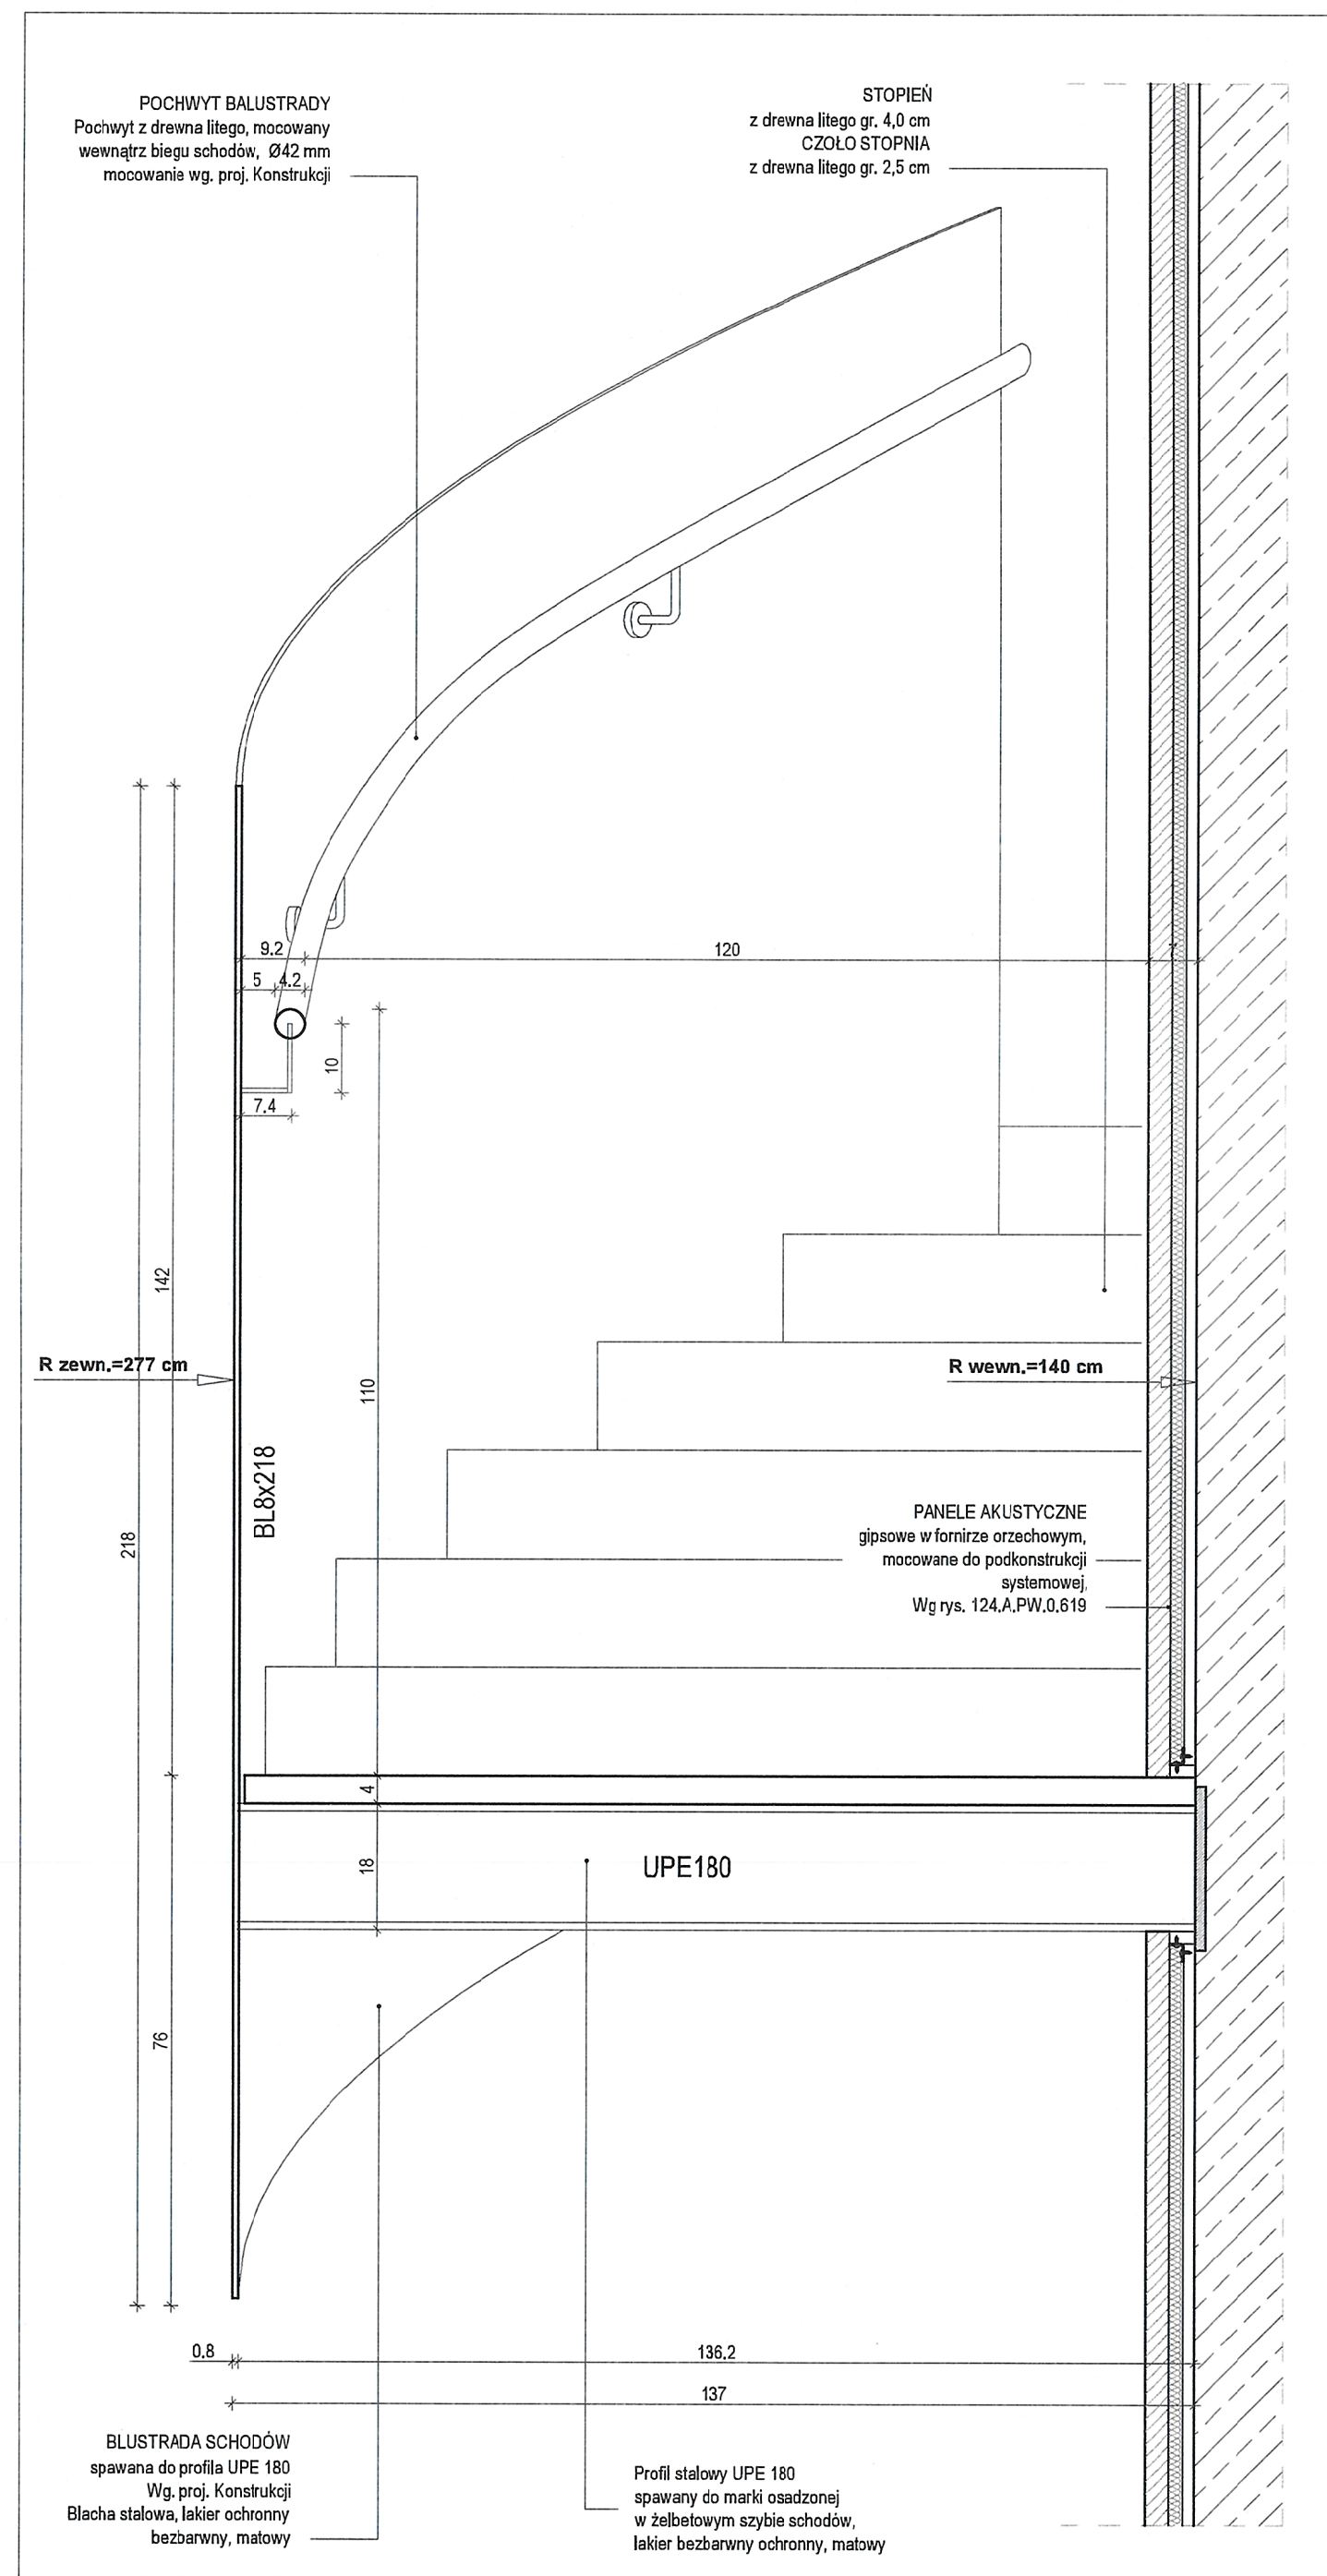 POCHWYT BALUSTRADY
Pochwyt z drewna litego, mocowany
wewnątrz biegu schodów, Ø42 mm
mocowanie wg. proj. Konstrukcji
STOPIEŃ
z drewna litego gr. 4,0 cm
CZOŁO STOPNIA
z drewna litego gr. 2,5 cm
9.2
120
5
4.2
10
7.4
142
R zewn.=277 cm
R wewn.=140 cm
110
BL8x218
218
PANELE AKUSTYCZNE
gipsowe w fornirze orzechowym,
mocowane do podkonstrukcji
systemowej,
Wg rys. 124.A.PW.0.619
4
18
UPE180
76
0.8
136.2
137
BLUSTRADA SCHODÓW
spawana do profila UPE 180
Wg. proj. Konstrukcji
Blacha stalowa, lakier ochronny
bezbarwny, matowy
Profil stalowy UPE 180
spawany do marki osadzonej
w żelbetowym szybie schodów,
lakier bezbarwny ochronny, matowy